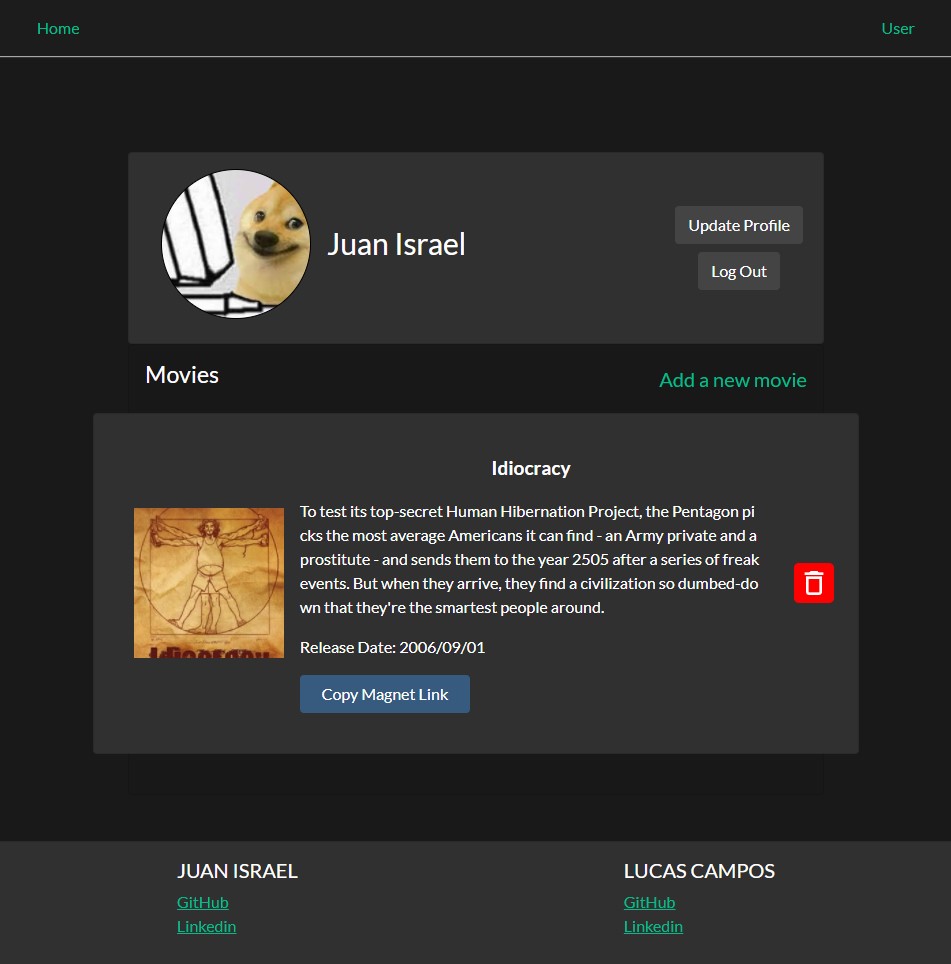 Home
User
Juan Israel
Update Profile
Log Out
Movies
Add a new movie
Idiocracy
To test its top-secret Human Hibernation Project, the Pentagon pi
cks the most average Americans it can find - an Army private and a
prostitute - and sends them to the year 2505 after a series of freak
events. But when they arrive, they find a civilization so dumbed-do
wn that they're the smartest people around.
Release Date: 2006/09/01
Copy Magnet Link
JUAN ISRAEL
GitHub
Linkedin
LUCAS CAMPOS
GitHub
Linkedin